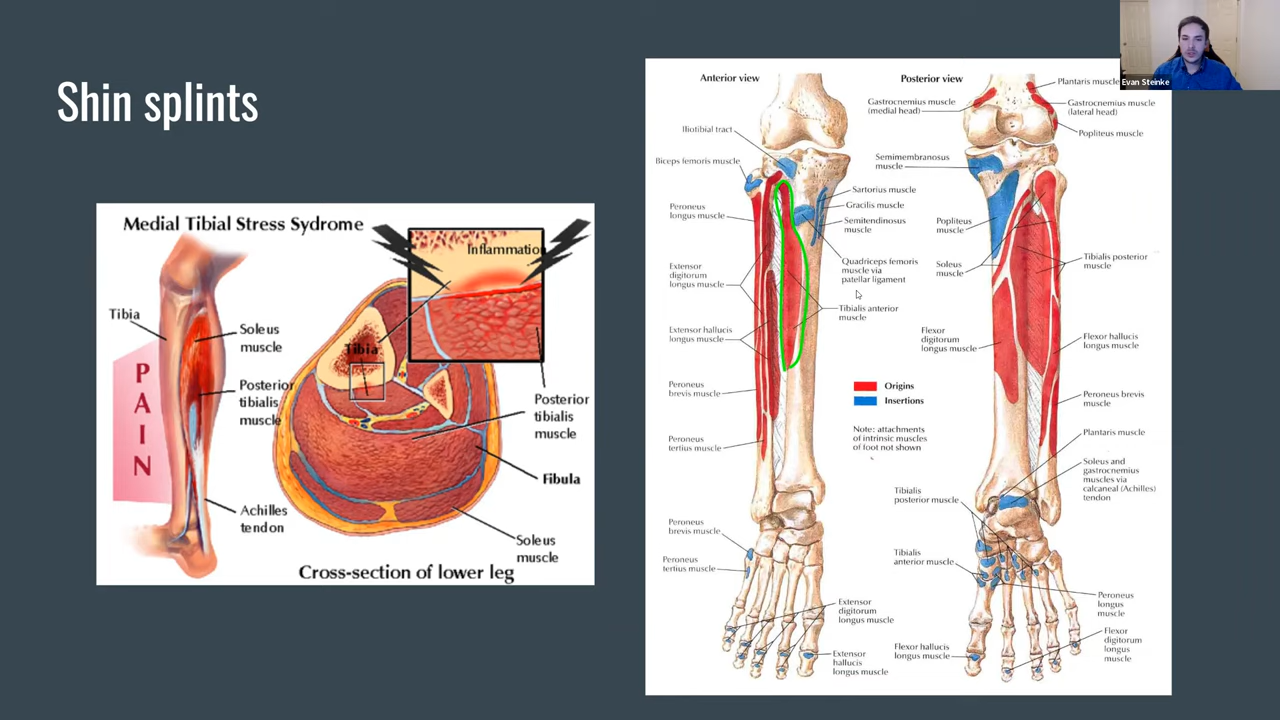 Shin splints
Evan Steinke
Medial Tibial Stress Sydrome
Inflammation
Tibia
Soleus
muscle
PAIN
Posterior
tibialis
muscle
Achilles
tendon
Tibia
Posterior
tibialis
muscle
Fibula
Soleus
muscle
Cross-section of lower leg
Anterior view
Iliotibial tract
Biceps femoris muscle
Peroneus
longus muscle
Extensor
digitorum
longus muscle
Extensor hallucis
longus muscle
Peroneus
brevis muscle
Peroneus
tertius muscle
Peroneus
brevis muscle
Peroneus
tertius muscle
Sartorius muscle
Gracilis muscle
Semitendinosus
muscle
Quadriceps femoris
muscle via
patellar ligament
Tibialis anterior
muscle
Origins
Insertions
Note: attachments
of intrinsic muscles
of foot not shown
Extensor
digitorum
longus muscle
Extensor
hallucis
longus muscle
Posterior view
Gastrocnemius muscle
(medial head)
Semimembranosus
muscle
Popliteus
muscle
Soleus
muscle
Flexor
digitorum
longus muscle
Tibialis
posterior muscle
Tibialis
anterior muscle
Flexor hallucis
longus muscle
Plantaris muscle
Gastrocnemius muscle
(lateral head)
Popliteus muscle
Tibialis posterior
muscle
Flexor hallucis
longus muscle
Peroneus brevis
muscle
Plantaris muscle
Soleus and
gastrocnemius
muscles via
calcaneal (Achilles)
tendon
Peroneus
longus
muscle
Flexor
digitorum
longus
muscle